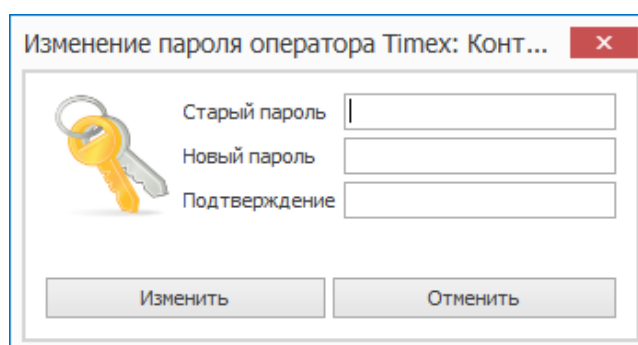 Изменение пароля оператора Timex: Конт...
Старый пароль
Новый пароль
Подтверждение
Изменить Отменить